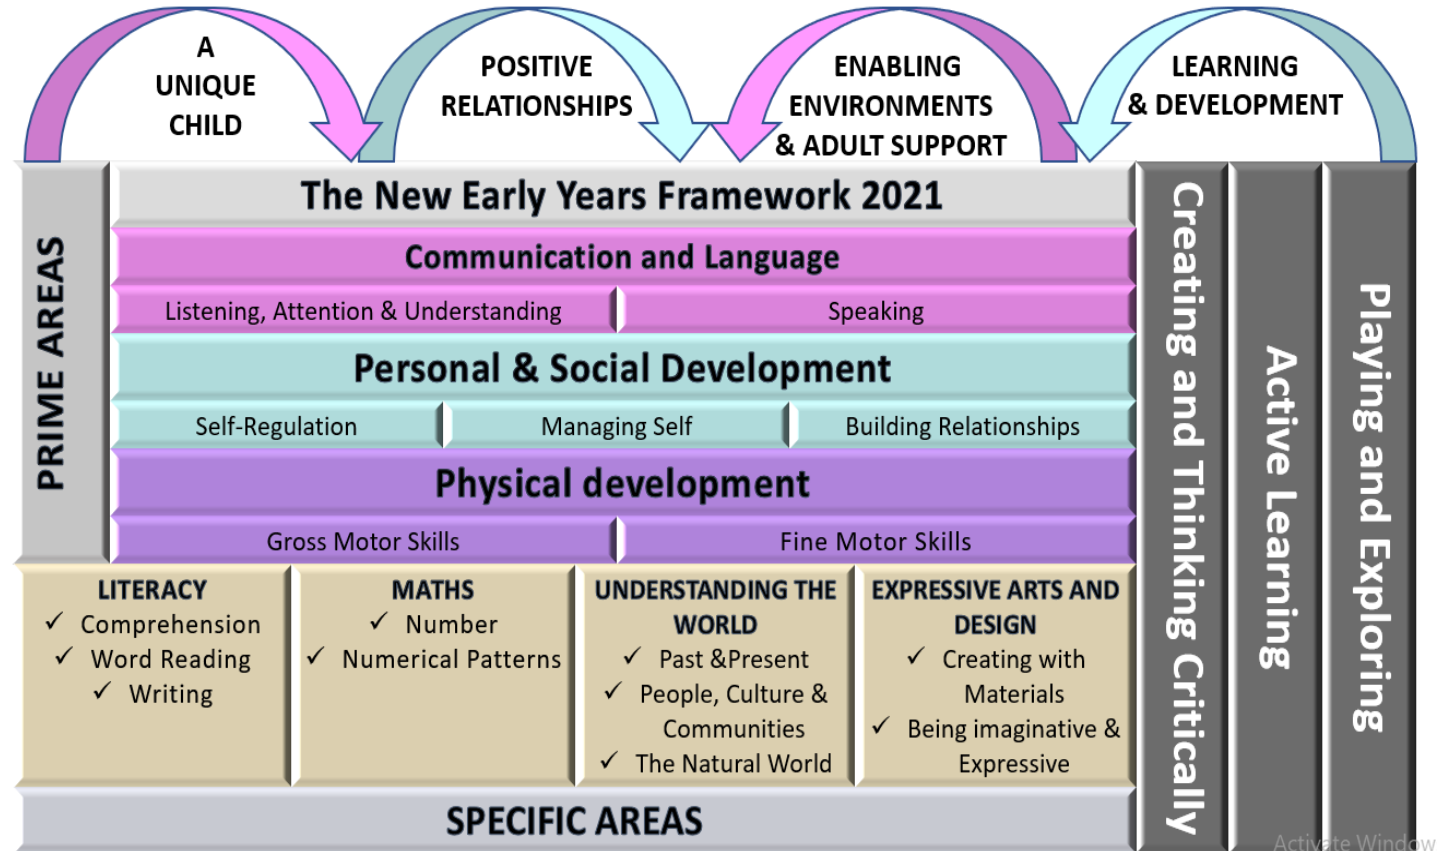 A
UNIQUE
CHILD
POSITIVE
RELATIONSHIPS
ENABLING
ENVIRONMENTS
& ADULT SUPPORT
LEARNING
& DEVELOPMENT
PRIME AREAS
The New Early Years Framework 2021
Communication and Language
Listening, Attention & Understanding
Speaking
Personal & Social Development
Self-Regulation
Managing Self
Building Relationships
Physical development
Gross Motor Skills
Fine Motor Skills
LITERACY
✓ Comprehension
✓ Word Reading
✓ Writing
MATHS
✓ Number
✓ Numerical Patterns
UNDERSTANDING THE
WORLD
✓ Past &Present
✓ People, Culture &
Communities
✓ The Natural World
EXPRESSIVE ARTS AND
DESIGN
✓ Creating with
Materials
✓ Being imaginative &
Expressive
SPECIFIC AREAS
Creating and Thinking Critically
Active Learning
Playing and Exploring
Activate Window